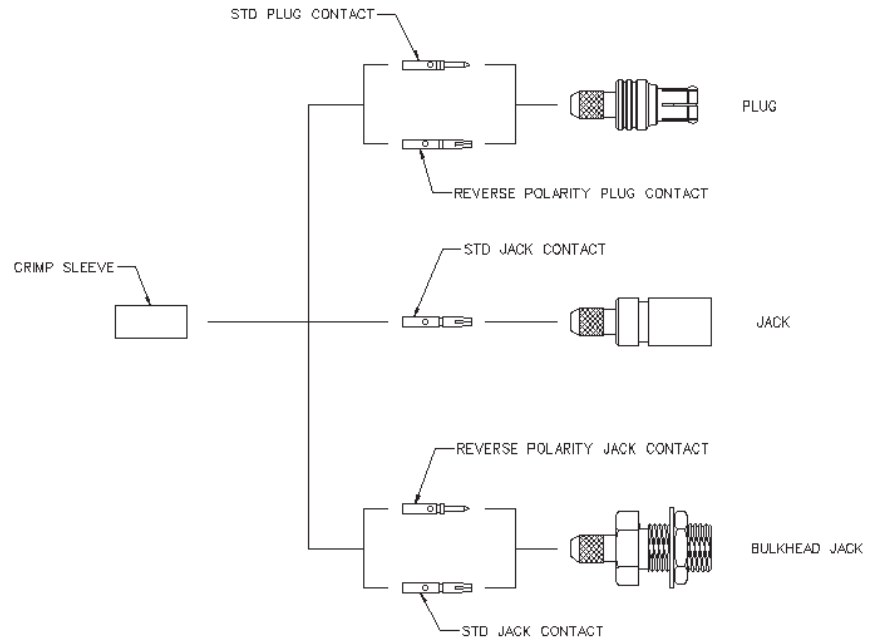 STD PLUG CONTACT
PLUG
REVERSE POLARITY PLUG CONTACT
STD JACK CONTACT
CRIMP SLEEVE
JACK
REVERSE POLARITY JACK CONTACT
BULKHEAD JACK
STD JACK CONTACT